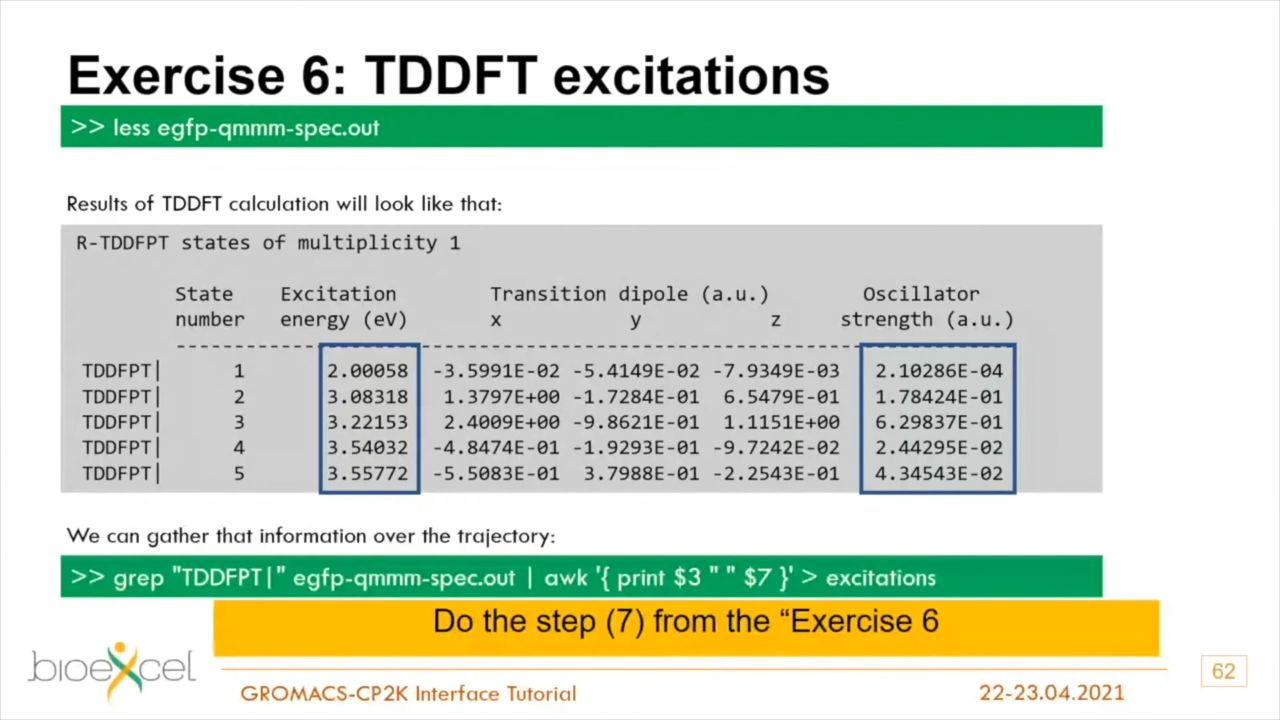 Exercise 6: TDDFT excitations
>> less egfp-qmmm-spec.out
Results of TDDFT calculation will look like that:
R-TDDFPT states of multiplicity 1
State Excitation Transition dipole (a.u.) Oscillator
number energy (eV) x y z strength (a.u.)
------------------------------------------------------------------------
TDDFPT| 1 2.00058 -3.5991E-02 -5.4149E-02 -7.9349E-03 2.10286E-04
TDDFPT| 2 3.08318 1.3797E+00 -1.7284E-01 6.5479E-01 1.78424E-01
TDDFPT| 3 3.22153 2.4009E+00 -9.8621E-01 1.1151E+00 6.29837E-01
TDDFPT| 4 3.54032 -4.8474E-01 -1.9293E-01 -9.7242E-02 2.44295E-02
TDDFPT| 5 3.55772 -5.5083E-01 3.7988E-01 -2.2543E-01 4.34543E-02
We can gather that information over the trajectory:
>> grep "TDDFPT|" egfp-qmmm-spec.out | awk '{ print $3 " " $7 }' > excitations
Do the step (7) from the “Exercise 6
bioexcel
GROMACS-CP2K Interface Tutorial
22-23.04.2021
62